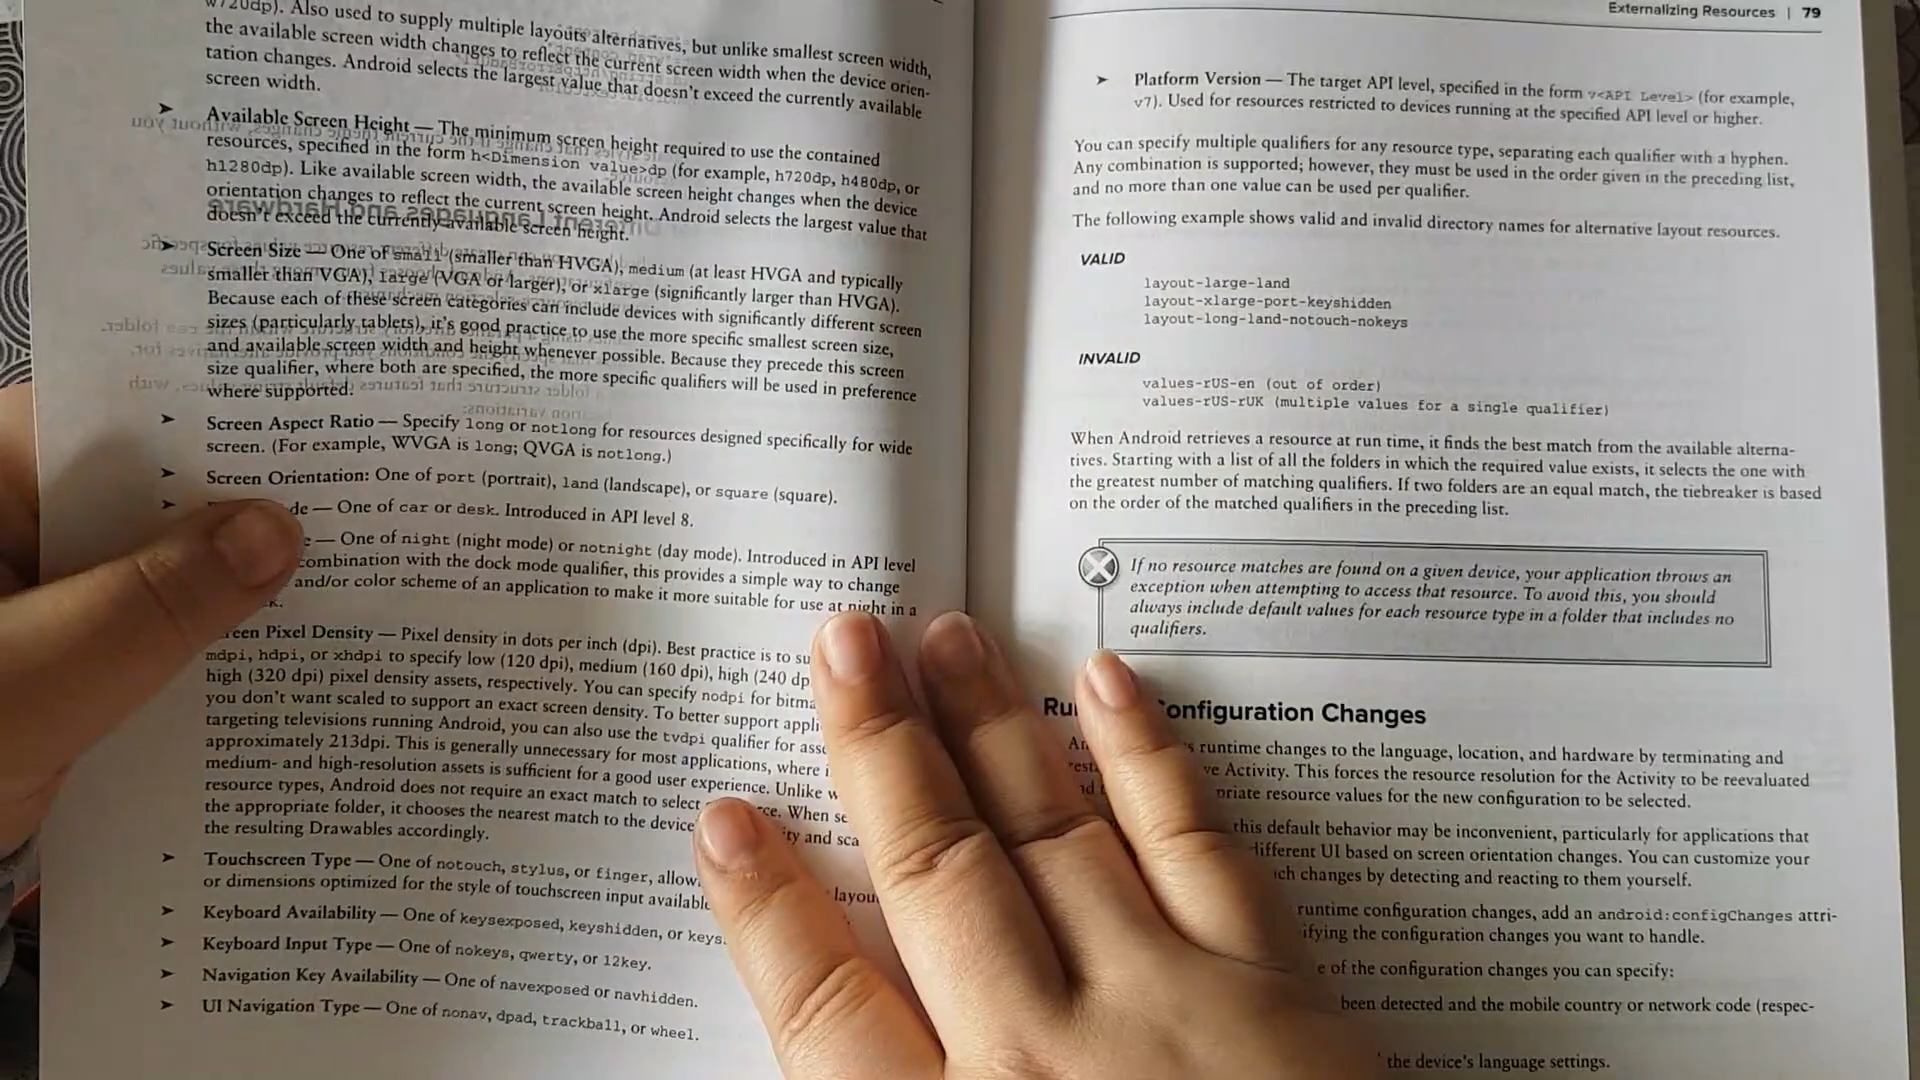 w720dp). Also used to supply multiple layouts alternatives, but unlike smallest screen width,
the available screen width changes to reflect the current screen width when the device orien-
tation changes. Android selects the largest value that doesn't exceed the currently available
screen width.
➤ Available Screen Height — The minimum screen height required to use the contained
resources, specified in the form h<Dimension value>dp (for example, h720dp, h480dp, or
h1280dp). Like available screen width, the available screen height changes when the device
orientation changes to reflect the current screen height. Android selects the largest value that
doesn't exceed the currently available screen height.
➤ Screen Size — One of small (smaller than HVGA), medium (at least HVGA and typically
smaller than VGA), large (VGA or larger), or xlarge (significantly larger than HVGA).
Because each of these screen categories can include devices with significantly different screen
sizes (particularly tablets), it's good practice to use the more specific smallest screen size,
and available screen width and height whenever possible. Because they precede this screen
size qualifier, where both are specified, the more specific qualifiers will be used in preference
where supported.
➤ Screen Aspect Ratio — Specify long or notlong for resources designed specifically for wide
screen. (For example, WVGA is long; QVGA is notlong.)
➤ Screen Orientation: One of port (portrait), land (landscape), or square (square).
➤ — One of car or desk. Introduced in API level 8.
— One of night (night mode) or notnight (day mode). Introduced in API level
combination with the dock mode qualifier, this provides a simple way to change
and/or color scheme of an application to make it more suitable for use at night in a
Pixel Density — Pixel density in dots per inch (dpi). Best practice is to
mdpi, hdpi, or xhdpi to specify low (120 dpi), medium (160 dpi), high (240
high (320 dpi) pixel density assets, respectively. You can specify nodpi for
you don't want scaled to support an exact screen density. To better support
targeting televisions running Android, you can also use the tvdpi qualifier for
approximately 213dpi. This is generally unnecessary for most applications, where
medium- and high-resolution assets is sufficient for a good user experience. Unlike
resource types, Android does not require an exact match to select When
the appropriate folder, it chooses the nearest match to the device and
the resulting Drawables accordingly.
➤ Touchscreen Type — One of notouch, stylus, or finger,
or dimensions optimized for the style of touchscreen input
➤ Keyboard Availability — One of keysexposed, keyshidden, or
➤ Keyboard Input Type — One of nokeys, qwerty, or 12key.
➤ Navigation Key Availability — One of navexposed or navhidden.
➤ UI Navigation Type — One of nonav, dpad, trackball, or wheel.
Externalizing Resources | 79
➤ Platform Version — The target API level, specified in the form v<API Level> (for example,
v7). Used for resources restricted to devices running at the specified API level or higher.
You can specify multiple qualifiers for any resource type, separating each qualifier with a hyphen.
Any combination is supported; however, they must be used in the order given in the preceding list,
and no more than one value can be used per qualifier.
The following example shows valid and invalid directory names for alternative layout resources.
VALID
layout-large-land
layout-xlarge-port-keyshidden
layout-long-land-notouch-nokeys
INVALID
values-rUS-en (out of order)
values-rUS-rUK (multiple values for a single qualifier)
When Android retrieves a resource at run time, it finds the best match from the available alterna-
tives. Starting with a list of all the folders in which the required value exists, it selects the one with
the greatest number of matching qualifiers. If two folders are an equal match, the tiebreaker is based
on the order of the matched qualifiers in the preceding list.
If no resource matches are found on a given device, your application throws an
exception when attempting to access that resource. To avoid this, you should
always include default values for each resource type in a folder that includes no
qualifiers.
Configuration Changes
runtime changes to the language, location, and hardware by terminating and
Activity. This forces the resource resolution for the Activity to be reevaluated
resource values for the new configuration to be selected.
this default behavior may be inconvenient, particularly for applications that
different UI based on screen orientation changes. You can customize your
changes by detecting and reacting to them yourself.
runtime configuration changes, add an android:configChanges attri-
the configuration changes you want to handle.
of the configuration changes you can specify:
been detected and the mobile country or network code (respec-
the device's language settings.